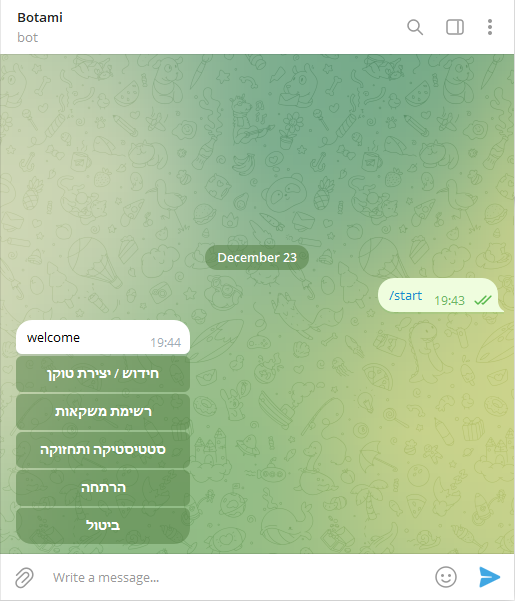 Botami
bot
December 23
/start 19:43
welcome 19:44
חידוש / יצירת טוקן
רשימת משקאות
סטטיסטיקה ותחזוקה
הרתחה
ביטול
Write a message...